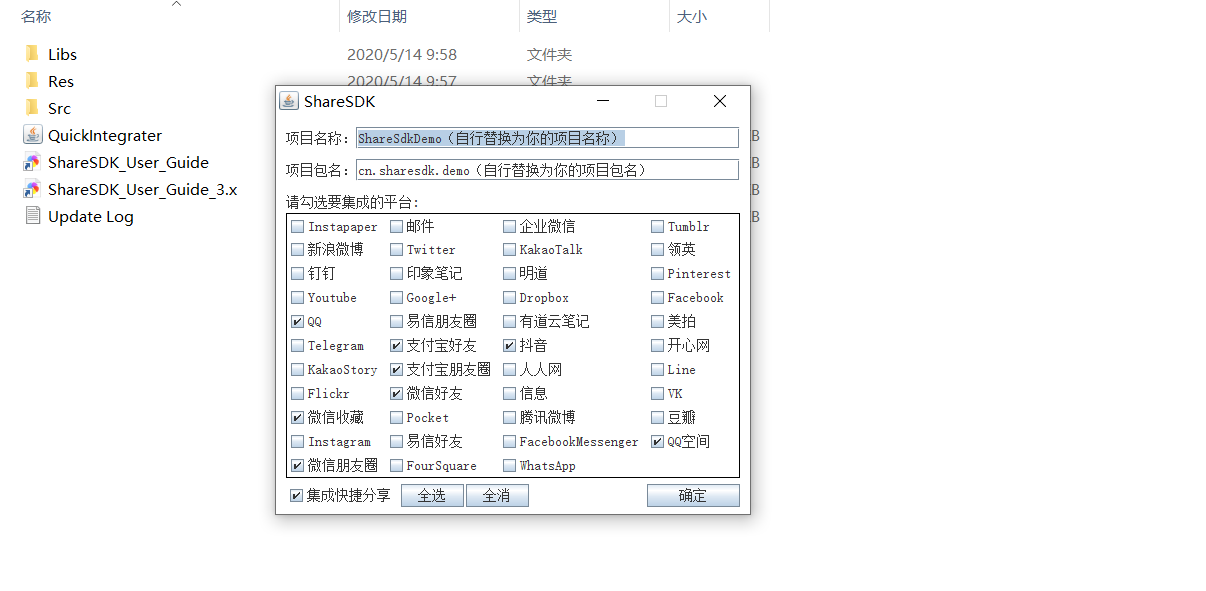 名称 修改日期 类型 大小
Libs 2020/5/14 9:58 文件夹
Res 2020/5/14 9:57 文件夹
Src
QuickIntegrater B
ShareSDK_User_Guide B
ShareSDK_User_Guide_3.x B
Update Log B
ShareSDK
项目名称： ShareSdkDemo（自行替换为你的项目名称）
项目包名： cn.sharesdk.demo（自行替换为你的项目包名）
请勾选要集成的平台：
Instapaper 邮件 企业微信 Tumblr
新浪微博 Twitter KakaoTalk 领英
钉钉 印象笔记 明道 Pinterest
Youtube Google+ Dropbox Facebook
QQ 易信朋友圈 有道云笔记 美拍
Telegram 支付宝好友 抖音 开心网
KakaoStory 支付宝朋友圈 人人网 Line
Flickr 微信好友 信息 VK
微信收藏 Pocket 腾讯微博 豆瓣
Instagram 易信好友 FacebookMessenger QQ空间
微信朋友圈 FourSquare WhatsApp
集成快捷分享 全选 全消 确定